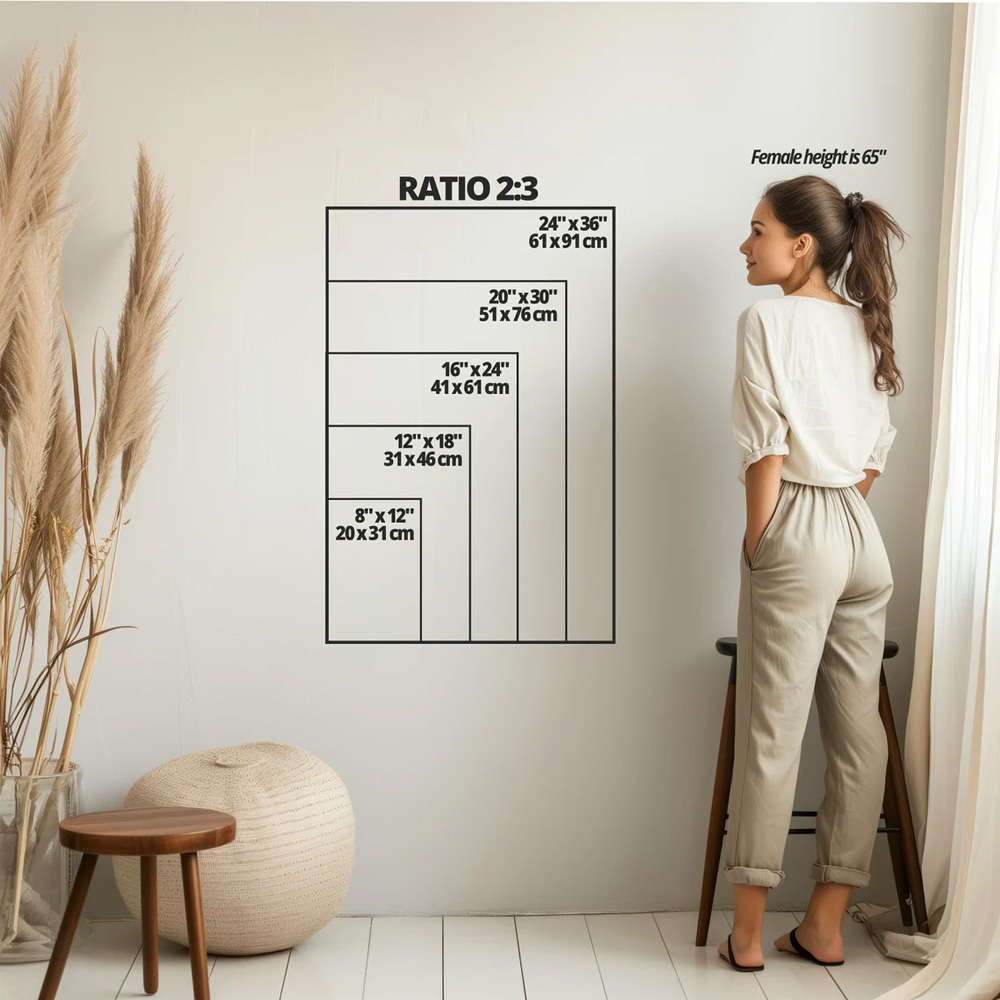 Female height is 65"
RATIO 2:3
24" x 36"
61 x 91 cm
20" x 30"
51 x 76 cm
16" x 24"
41 x 61 cm
12" x 18"
31 x 46 cm
8" x 12"
20 x 31 cm